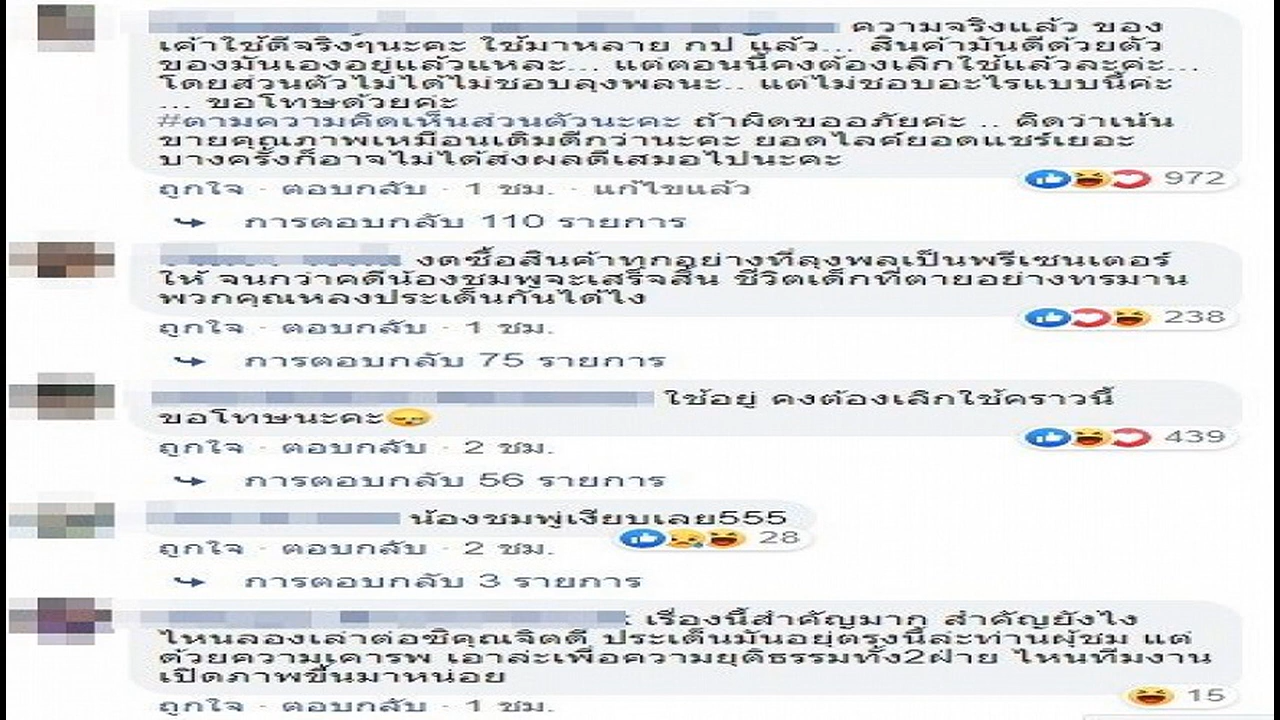 ความจริงแล้ว ของ
เค้าใช้ดีจริงๆนะคะ ใช้มาหลาย กป แล้ว... สินค้ามันดีด้วยตัว
ของมันเองอยู่แล้วแหละ... แต่ตอนนี้คงต้องเลิกใช้แล้วละค่ะ...
โดยส่วนตัวไม่ได้ไม่ชอบลุงพลนะ.. แต่ไม่ชอบอะไรแบบนี้ค่ะ
... ขอโทษด้วยค่ะ
#ตามความคิดเห็นส่วนตัวนะคะ ถ้าผิดขออภัยค่ะ .. คิดว่าเน้น
ขายคุณภาพเหมือนเดิมดีกว่านะคะ ยอดไลค์ยอดแชร์เยอะ
บางครั้งก็อาจไม่ได้ส่งผลดีเสมอไปนะคะ
972
ถูกใจ · ตอบกลับ · 1 ชม. · แก้ไขแล้ว
การตอบกลับ 110 รายการ
งดซื้อสินค้าทุกอย่างที่ลุงพลเป็นพรีเซนเตอร์
ให้ จนกว่าคดีน้องชมพู่จะเสร็จสิ้น ชีวิตเด็กที่ตายอย่างทรมาน
พวกคุณหลงประเด็นกันได้ไง
238
ถูกใจ · ตอบกลับ · 1 ชม.
การตอบกลับ 75 รายการ
ใช้อยู่ คงต้องเลิกใช้คราวนี้
ขอโทษนะคะ
439
ถูกใจ · ตอบกลับ · 2 ชม.
การตอบกลับ 56 รายการ
น้องชมพู่เงียบเลย555
28
ถูกใจ · ตอบกลับ · 2 ชม.
การตอบกลับ 3 รายการ
เรื่องนี้สำคัญมาก สำคัญยังไง
ไหนลองเล่าต่อซิคุณจิตดี ประเด็นมันอยู่ตรงนี้ล่ะท่านผู้ชม แต่
ด้วยความเคารพ เอาล่ะเพื่อความยุติธรรมทั้ง2ฝ่าย ไหนทีมงาน
เปิดภาพขึ้นมาหน่อย
15
ถูกใจ · ตอบกลับ · 1 ชม.